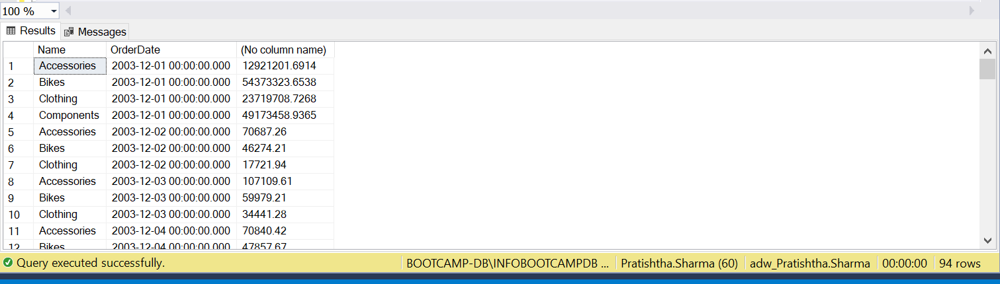 100 %
Results Messages
Name OrderDate (No column name)
1 Accessories 2003-12-01 00:00:00.000 12921201.6914
2 Bikes 2003-12-01 00:00:00.000 54373323.6538
3 Clothing 2003-12-01 00:00:00.000 23719708.7268
4 Components 2003-12-01 00:00:00.000 49173458.9365
5 Accessories 2003-12-02 00:00:00.000 70687.26
6 Bikes 2003-12-02 00:00:00.000 46274.21
7 Clothing 2003-12-02 00:00:00.000 17721.94
8 Accessories 2003-12-03 00:00:00.000 107109.61
9 Bikes 2003-12-03 00:00:00.000 59979.21
10 Clothing 2003-12-03 00:00:00.000 34441.28
11 Accessories 2003-12-04 00:00:00.000 70840.42
12 Bikes 2003-12-04 00:00:00.000 47857.67
Query executed successfully. BOOTCAMP-DB\INFOBOOTCAMPDB ... Pratishtha.Sharma (60) adw_Pratishtha.Sharma 00:00:00 94 rows